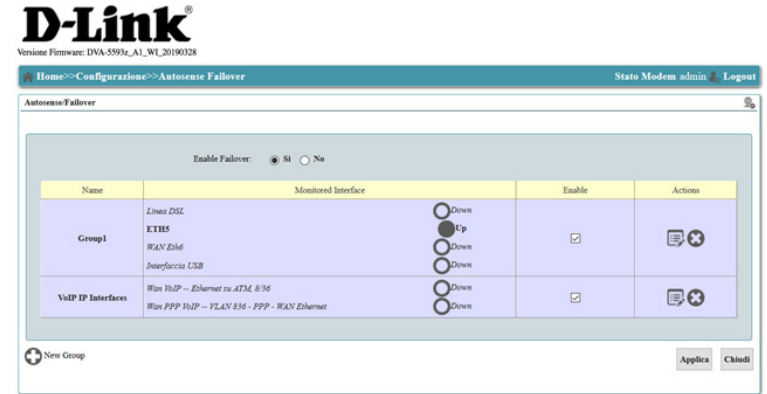 D-Link®
Versione Firmware: DVA-5593z_A1_WI_20190328
Home>>Configurazione>>Autosense Failover Stato Modem admin Logout
Autosense/Failover
Enable Failover: Si No
Name Monitored Interface Enable Actions
Group1
Linea DSL Down
ETH5 Up
WAN Eth6 Down
Interfaccia USB Down
VoIP IP Interfaces
Wan VoIP -- Ethernet su ATM, 8/36 Down
Wan PPP VoIP -- VLAN 836 - PPP - WAN Ethernet Down
New Group Applica Chiudi